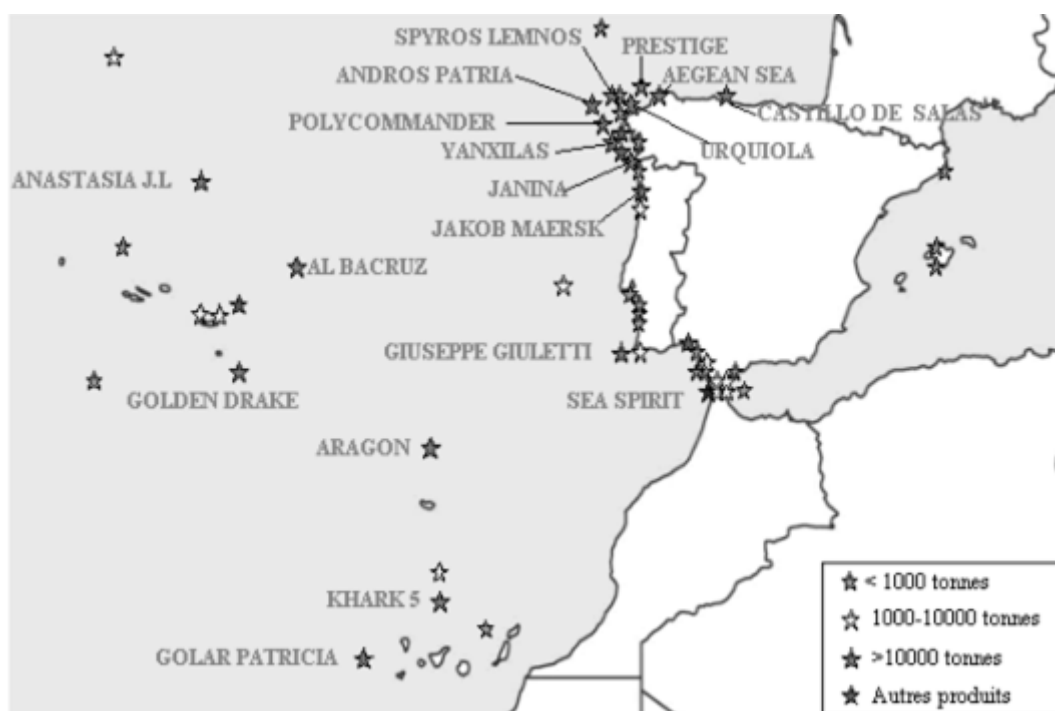 SPYROS LEMNOS
PRESTIGE
ANDROS PATRIA
AEGEAN SEA
CASTILLO DE SALAS
POLYCOMMANDER
YANXILAS
URQUIOLA
ANASTASIA J.L
JANINA
JAKOB MAERSK
AL BACRUZ
GIUSEPPE GIULETTI
GOLDEN DRAKE
SEA SPIRIT
ARAGON
KHARK 5
GOLAR PATRICIA
< 1000 tonnes
1000-10000 tonnes
>10000 tonnes
Autres produits